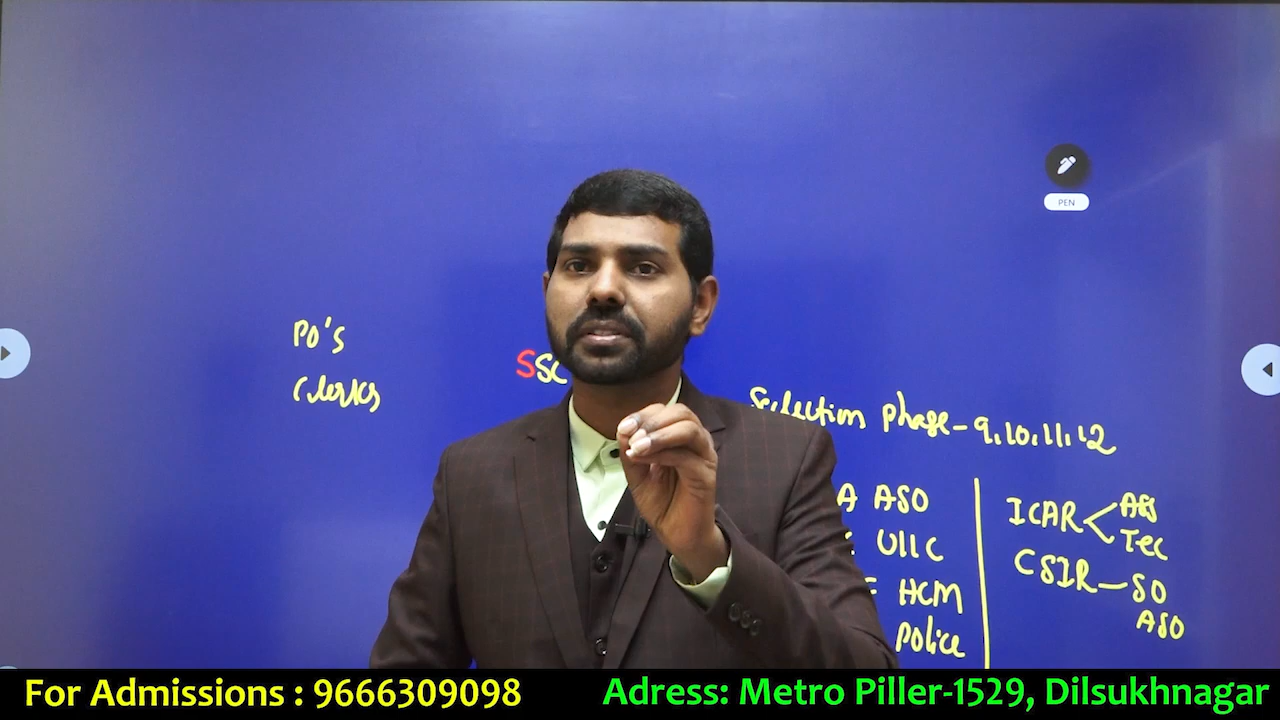 PEN
PO's
Clerks
SSC
Selection phase-9,10,11,12
A ASO
UIIC
HCM
Police
ICAR
Ass
Tec
CSIR-SO
ASO
For Admissions : 9666309098
Adress: Metro Piller-1529, Dilsukhnagar